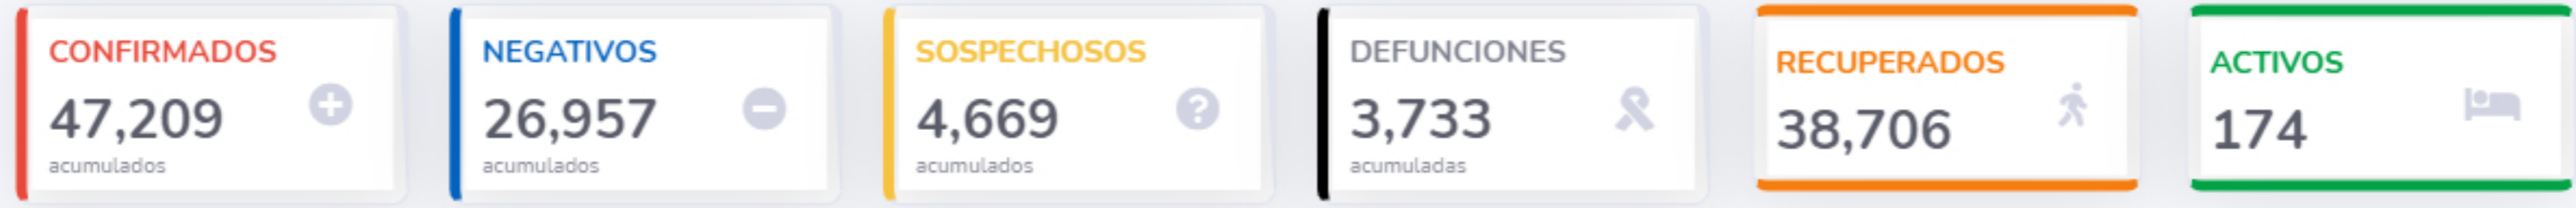 CONFIRMADOS
47,209
acumulados
NEGATIVOS
26,957
acumulados
SOSPECHOSOS
4,669
acumulados
DEFUNCIONES
3,733
acumuladas
RECUPERADOS
38,706
ACTIVOS
174